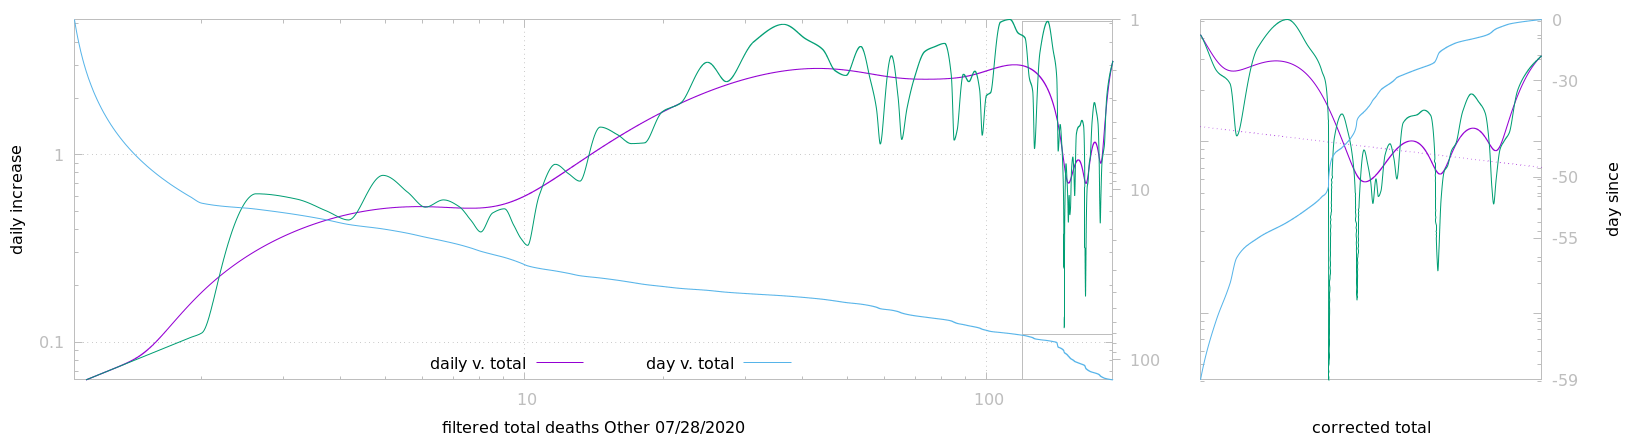 daily increase
1
0.1
daily v. total
day v. total
1
10
100
10
100
filtered total deaths Other 07/28/2020
0
-30
-50
-55
-59
day since
corrected total